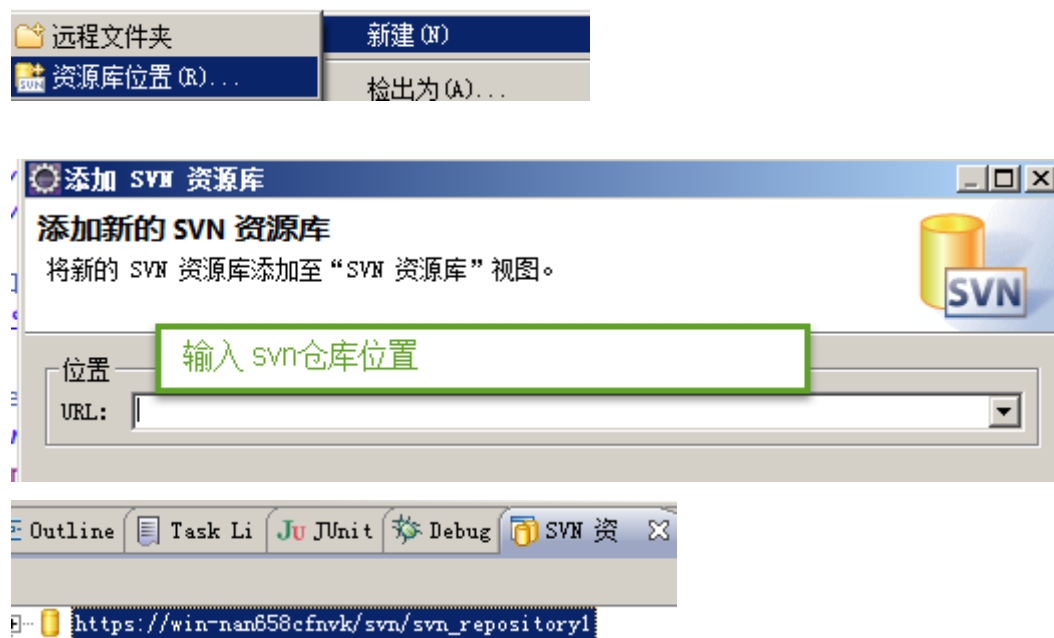 远程文件夹 新建(N)
资源库位置(R)... 检出为(A)...
添加 SVN 资源库
添加新的 SVN 资源库
将新的 SVN 资源库添加至“SVN 资源库”视图。
SVN
输入 svn仓库位置
位置
URL:
Outline Task Li JUnit Debug SVN 资
https://win-nan658cfnvk/svn/svn_repository1